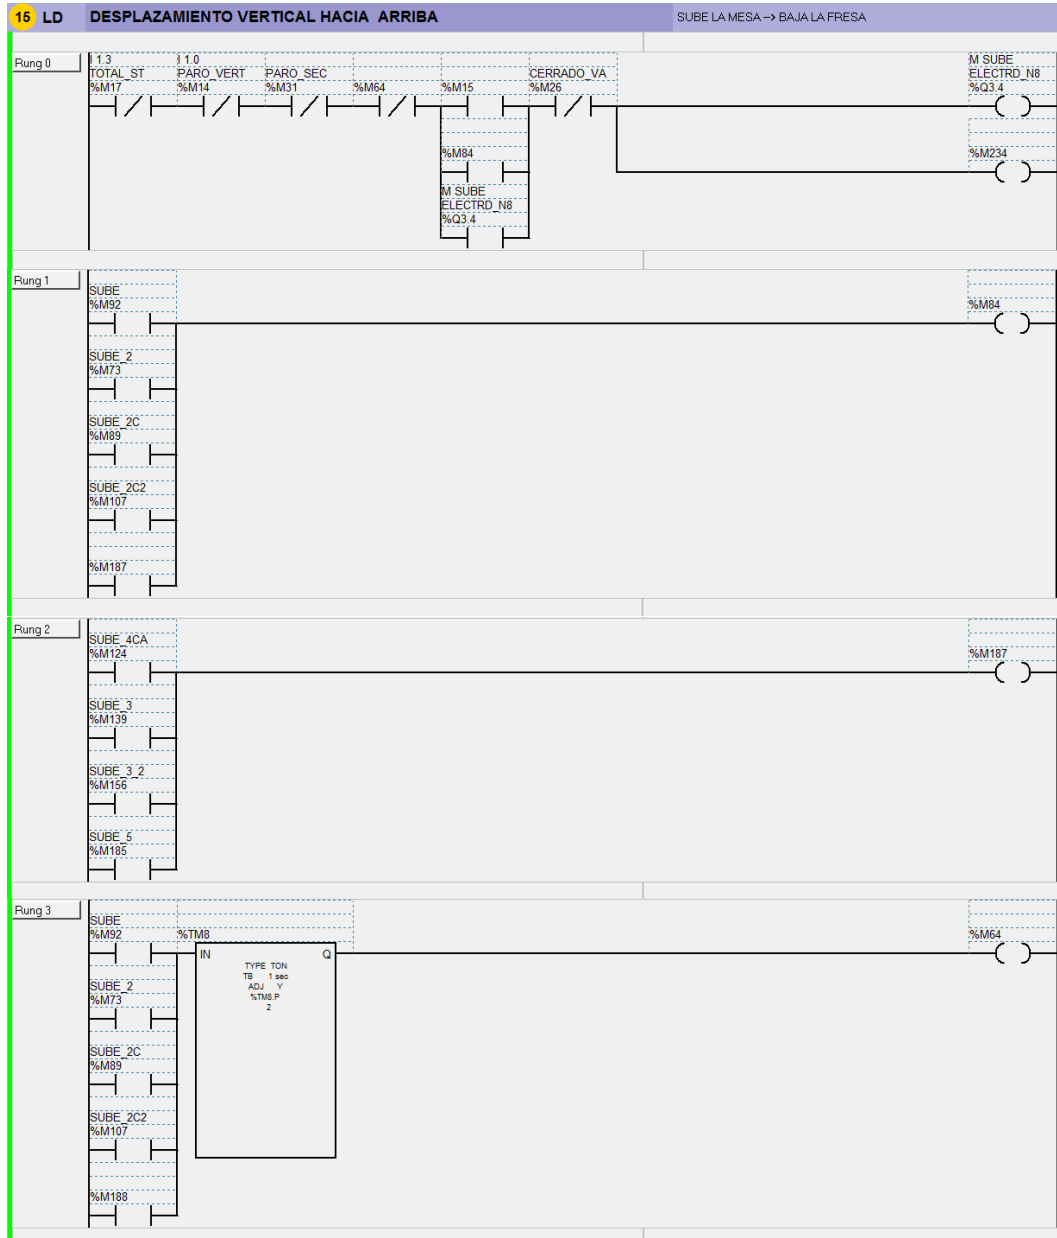 15 LD DESPLAZAMIENTO VERTICAL HACIA ARRIBA SUBE LA MESA --> BAJA LA FRESA
Rung 0
I 1.3 I 1.0 M SUBE
TOTAL_ST PARO_VERT PARO_SEC CERRADO_VA ELECTRD_N8
%M17 %M14 %M31 %M64 %M15 %M26 %Q3.4
%M84 %M234
M SUBE
ELECTRD_N8
%Q3.4
Rung 1
SUBE
%M92 %M84
SUBE_2
%M73
SUBE_2C
%M89
SUBE_2C2
%M107
%M187
Rung 2
SUBE_4CA
%M124 %M187
SUBE_3
%M139
SUBE_3_2
%M156
SUBE_5
%M185
Rung 3
SUBE
%M92 %TM8 %M64
IN Q
TYPE TON
TB 1 sec
ADJ Y
%TM8.P
2
SUBE_2
%M73
SUBE_2C
%M89
SUBE_2C2
%M107
%M188